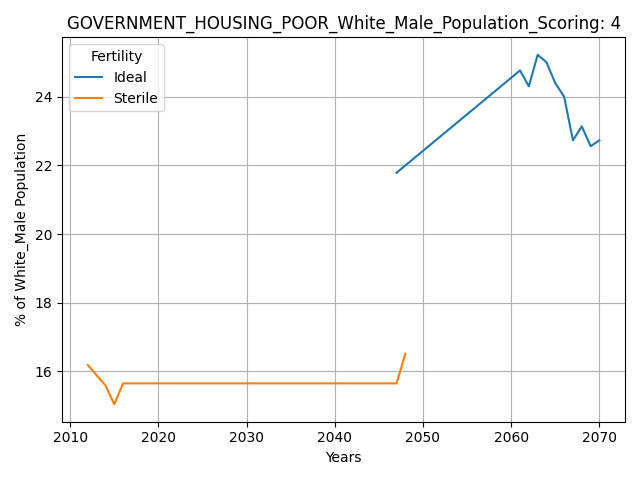 GOVERNMENT_HOUSING_POOR_White_Male_Population_Scoring: 4
Fertility
Ideal
Sterile
% of White_Male Population
24
22
20
18
16
2010 2020 2030 2040 2050 2060 2070
Years